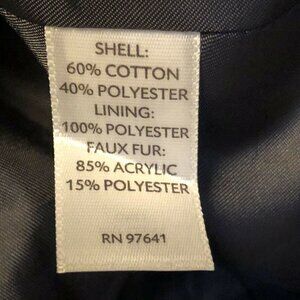 SHELL:
60% COTTON
40% POLYESTER
LINING:
100% POLYESTER
FAUX FUR:
85% ACRYLIC
15% POLYESTER
RN 97641